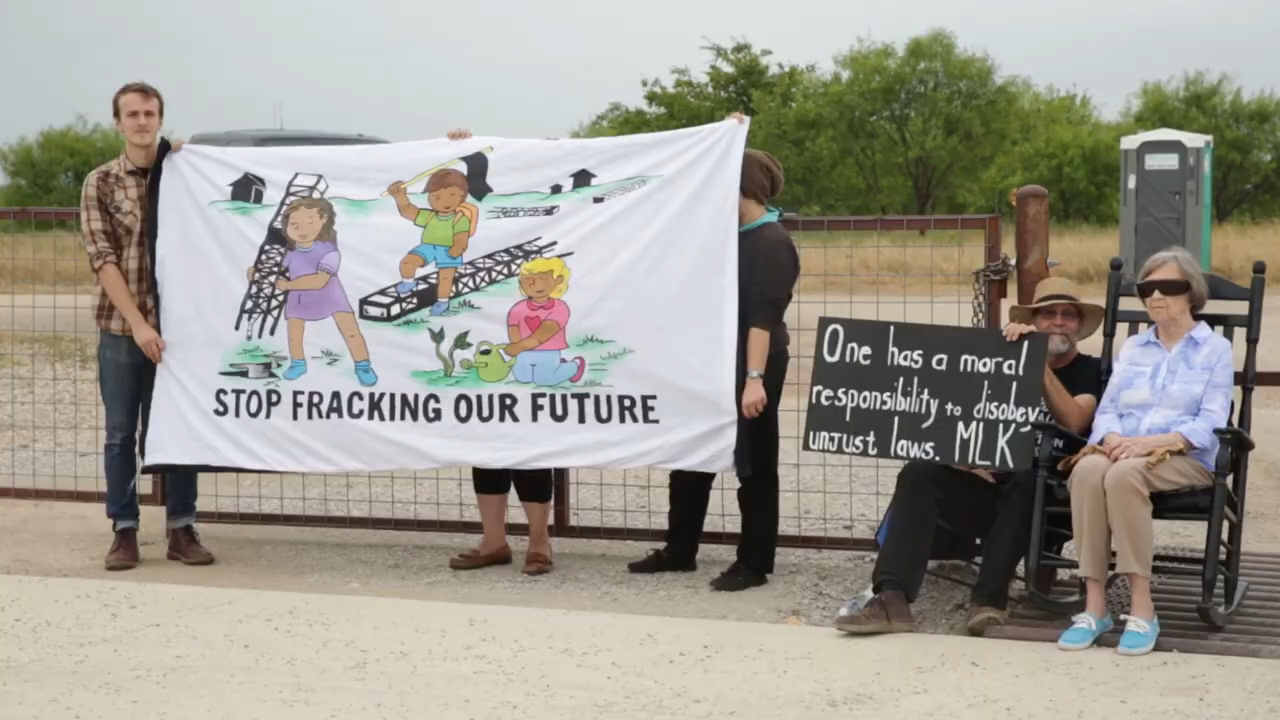 STOP FRACKING OUR FUTURE
One has a moral
responsibility to disobey
unjust laws. MLK